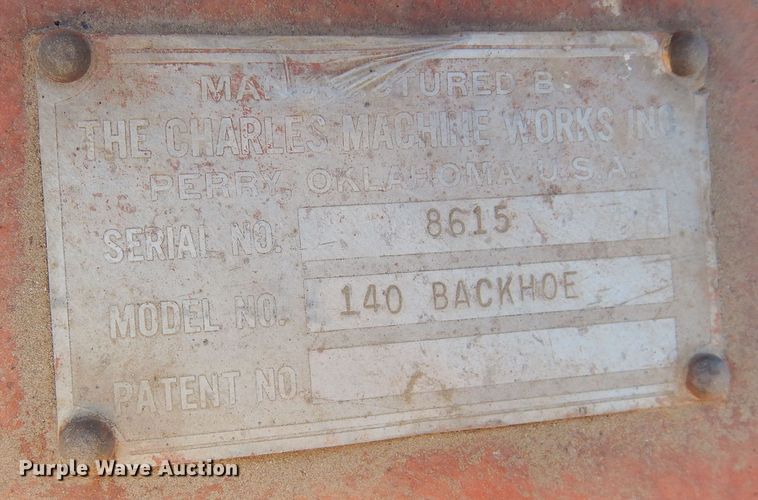 MANUFACTURED B
THE CHARLES MACHINE WORKS INC.
PERRY, OKLAHOMA U.S.A.
SERIAL NO. 8615
MODEL NO. 140 BACKHOE
PATENT NO.
Purple Wave Auction